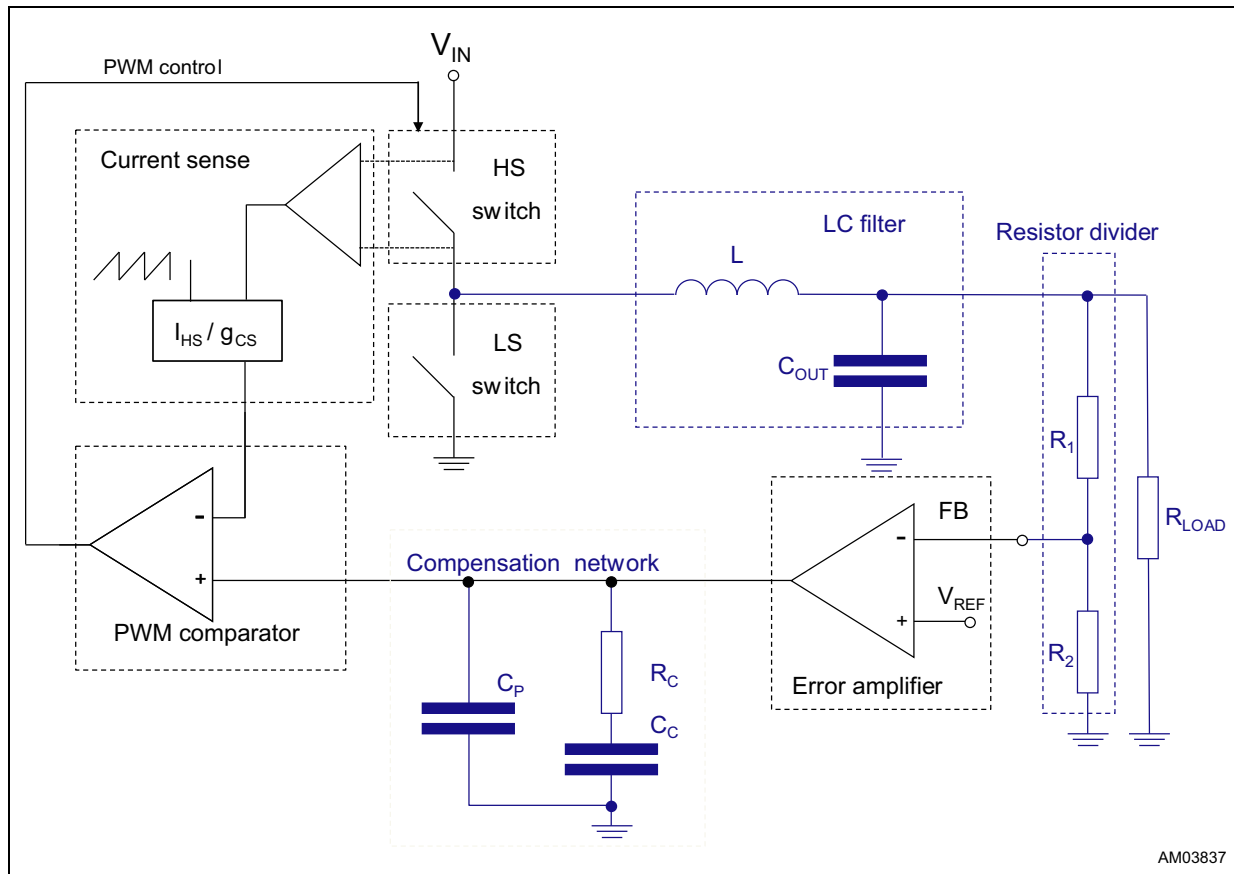 V_IN
PWM control
Current sense
HS
switch
LC filter
Resistor divider
L
I_HS / g_CS
LS
switch
C_OUT
R_1
-
+
PWM comparator
Compensation network
C_P
R_C
C_C
FB
-
V_REF
+
Error amplifier
R_LOAD
R_2
AM03837